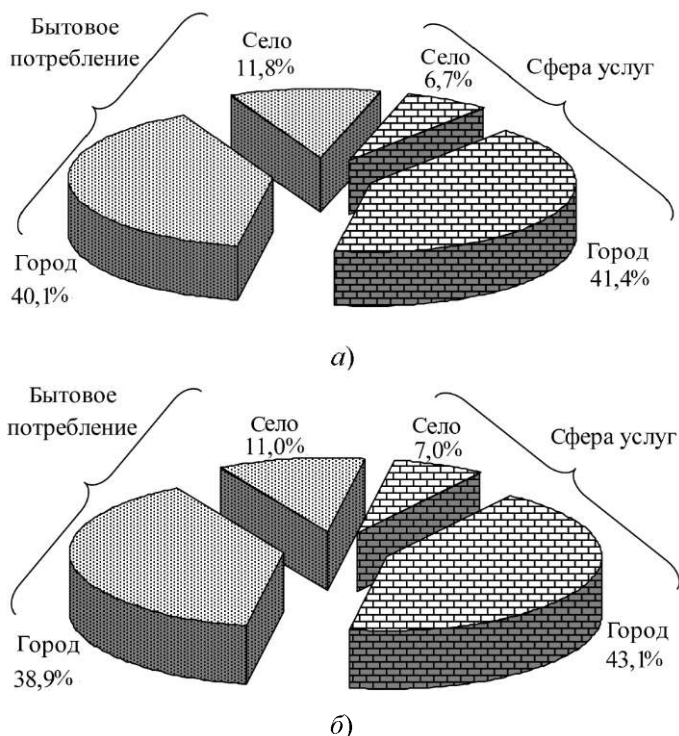 Бытовое
потребление
Село
11,8%
Село
6,7%
Сфера услуг
Город
40,1%
Город
41,4%
а)
Бытовое
потребление
Село
11,0%
Село
7,0%
Сфера услуг
Город
38,9%
Город
43,1%
б)